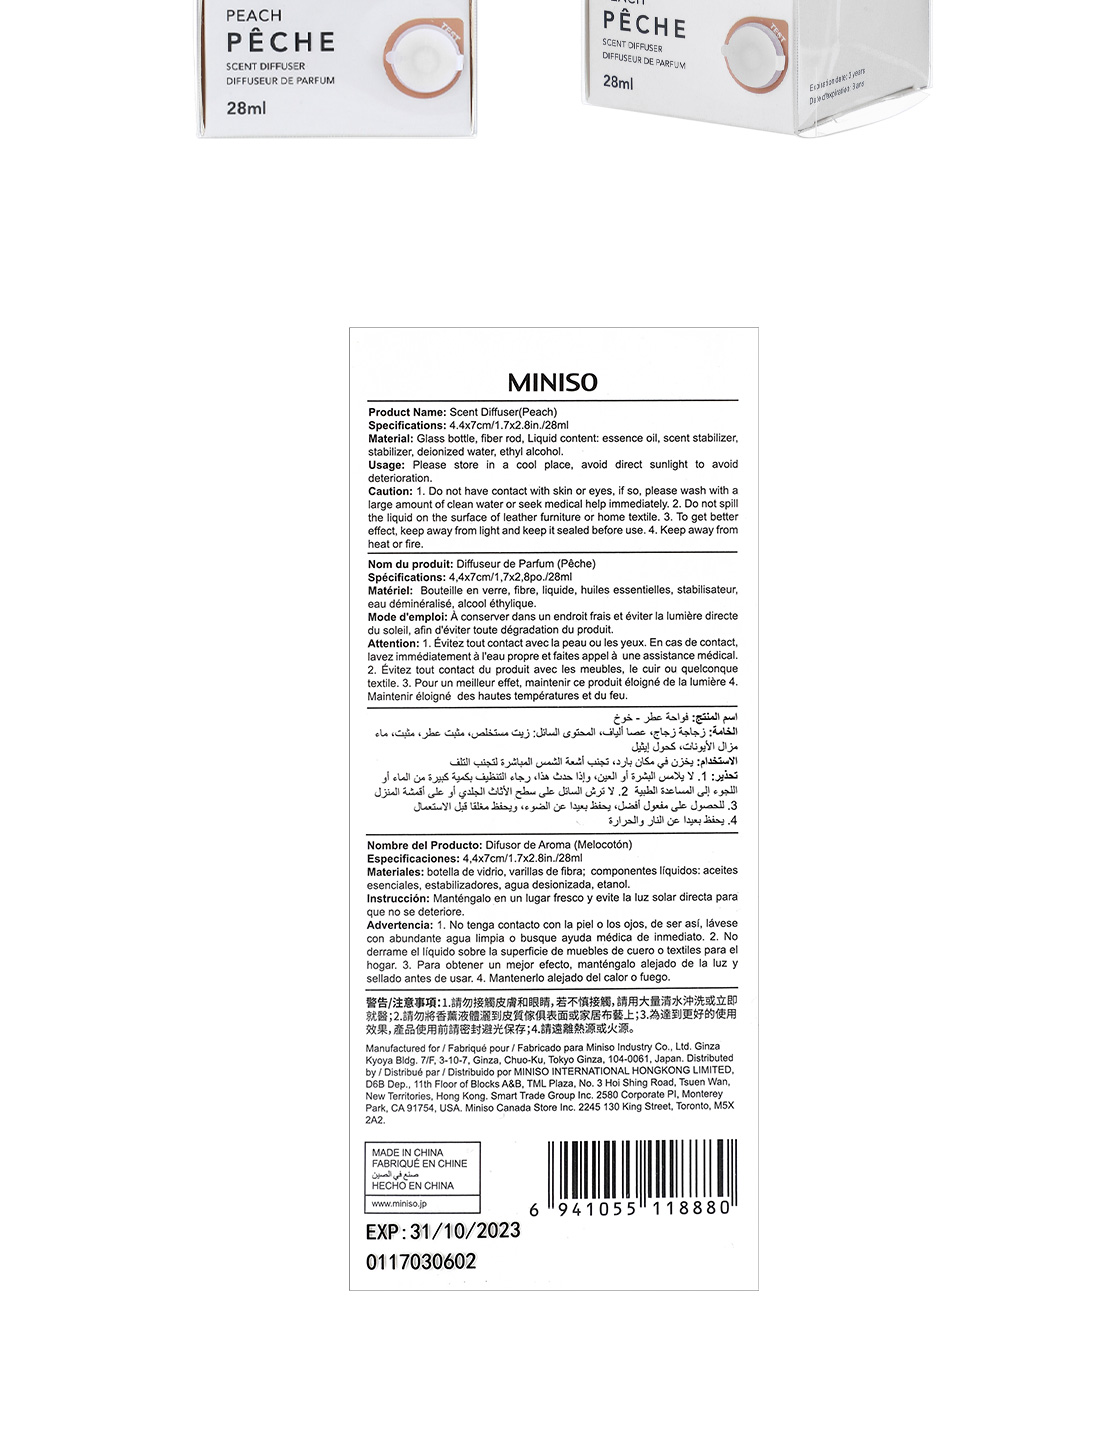 PEACH
PÊCHE
SCENT DIFFUSER
DIFFUSEUR DE PARFUM
28ml
TEST
PEACH
PÊCHE
SCENT DIFFUSER
DIFFUSEUR DE PARFUM
28ml
TEST
Expiration date: 3 years
Date d'expiration: 3 ans
MINISO
Product Name: Scent Diffuser(Peach)
Specifications: 4.4x7cm/1.7x2.8in./28ml
Material: Glass bottle, fiber rod, Liquid content: essence oil, scent stabilizer,
stabilizer, deionized water, ethyl alcohol.
Usage: Please store in a cool place, avoid direct sunlight to avoid
deterioration.
Caution: 1. Do not have contact with skin or eyes, if so, please wash with a
large amount of clean water or seek medical help immediately. 2. Do not spill
the liquid on the surface of leather furniture or home textile. 3. To get better
effect, keep away from light and keep it sealed before use. 4. Keep away from
heat or fire.
Nom du produit: Diffuseur de Parfum (Pêche)
Spécifications: 4,4x7cm/1,7x2,8po./28ml
Matériel: Bouteille en verre, fibre, liquide, huiles essentielles, stabilisateur,
eau déminéralisé, alcool éthylique.
Mode d'emploi: À conserver dans un endroit frais et éviter la lumière directe
du soleil, afin d'éviter toute dégradation du produit.
Attention: 1. Évitez tout contact avec la peau ou les yeux. En cas de contact,
lavez immédiatement à l'eau propre et faites appel à une assistance médical.
2. Évitez tout contact du produit avec les meubles, le cuir ou quelconque
textile. 3. Pour un meilleur effet, maintenir ce produit éloigné de la lumière 4.
Maintenir éloigné des hautes températures et du feu.
اسم المنتج: فواحة عطر - خوخ
الخامة: زجاجة زجاج، عصا ألياف، المحتوى السائل: زيت مستخلص، مثبت عطر، مثبت، ماء
مزال الأيونات، كحول إيثيل
الاستخدام: يخزن في مكان بارد، تجنب أشعة الشمس المباشرة لتجنب التلف
تحذير: 1. لا يلامس البشرة أو العين، وإذا حدث هذا، رجاء التنظيف بكمية كبيرة من الماء أو
اللجوء إلى المساعدة الطبية 2. لا ترش السائل على سطح الأثاث الجلدي أو على أقمشة المنزل
3. للحصول على مفعول أفضل، يحفظ بعيدا عن الضوء، ويحفظ مغلقا قبل الاستعمال
4. يحفظ بعيدا عن النار والحرارة
Nombre del Producto: Difusor de Aroma (Melocotón)
Especificaciones: 4,4x7cm/1.7x2.8in./28ml
Materiales: botella de vidrio, varillas de fibra; componentes líquidos: aceites
esenciales, estabilizadores, agua desionizada, etanol.
Instrucción: Manténgalo en un lugar fresco y evite la luz solar directa para
que no se deteriore.
Advertencia: 1. No tenga contacto con la piel o los ojos, de ser así, lávese
con abundante agua limpia o busque ayuda médica de inmediato. 2. No
derrame el líquido sobre la superficie de muebles de cuero o textiles para el
hogar. 3. Para obtener un mejor efecto, manténgalo alejado de la luz y
sellado antes de usar. 4. Mantenerlo alejado del calor o fuego.
警告/注意事項:1.請勿接觸皮膚和眼睛,若不慎接觸,請用大量清水沖洗或立即
就醫;2.請勿將香薰液體灑到皮質傢俱表面或家居布藝上;3.為達到更好的使用
效果,產品使用前請密封避光保存;4.請遠離熱源或火源。
Manufactured for / Fabriqué pour / Fabricado para Miniso Industry Co., Ltd. Ginza
Kyoya Bldg. 7/F, 3-10-7, Ginza, Chuo-Ku, Tokyo Ginza, 104-0061, Japan. Distributed
by / Distribué par / Distribuido por MINISO INTERNATIONAL HONGKONG LIMITED,
D6B Dep., 11th Floor of Blocks A&B, TML Plaza, No. 3 Hoi Shing Road, Tsuen Wan,
New Territories, Hong Kong. Smart Trade Group Inc. 2580 Corporate Pl, Monterey
Park, CA 91754, USA. Miniso Canada Store Inc. 2245 130 King Street, Toronto, M5X
2A2.
MADE IN CHINA
FABRIQUÉ EN CHINE
صنع في الصين
HECHO EN CHINA
www.miniso.jp
6 941055 118880
EXP:31/10/2023
0117030602